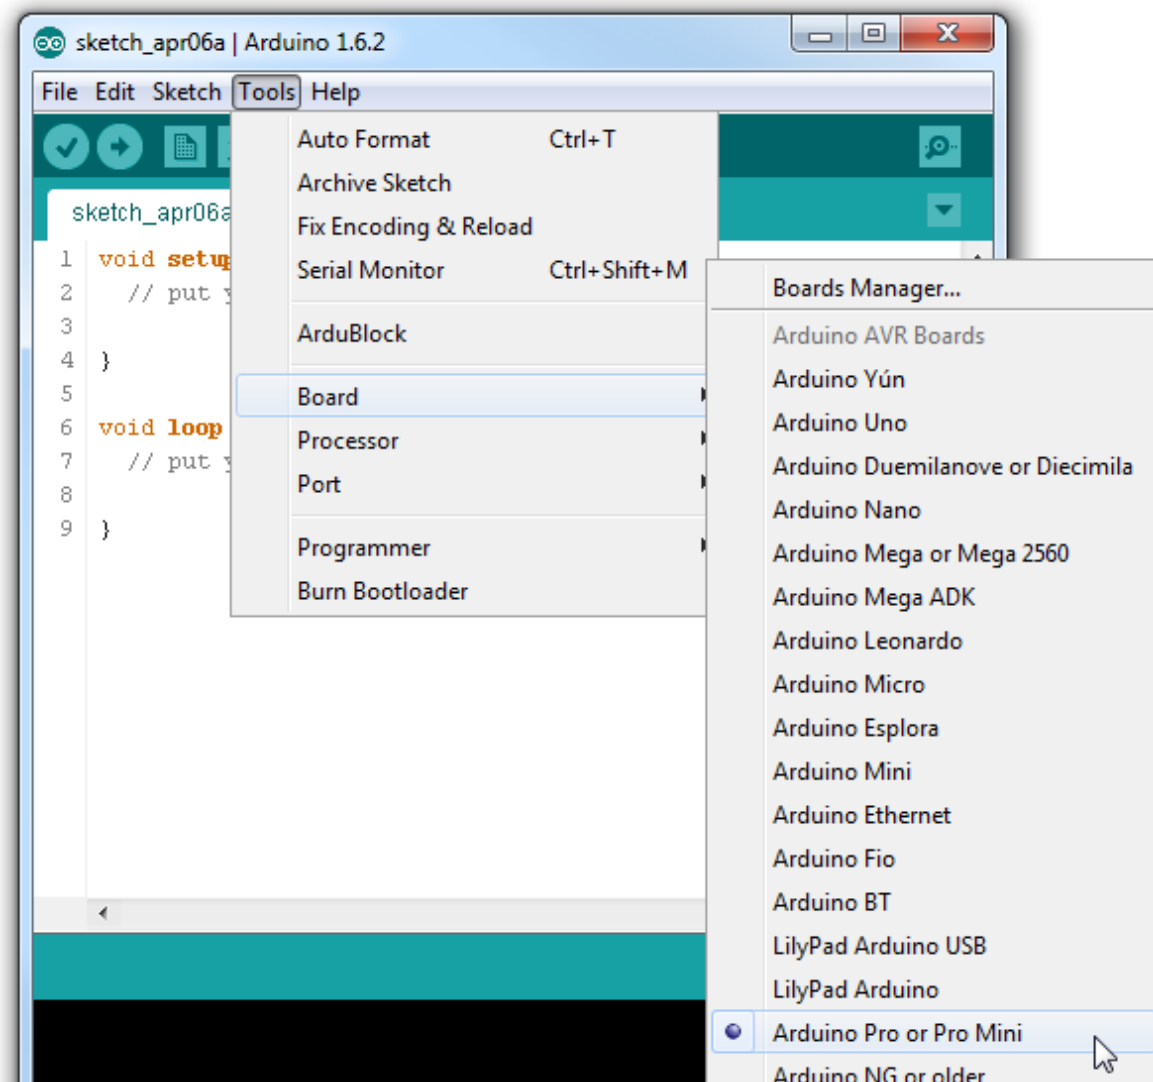 sketch_apr06a | Arduino 1.6.2
File Edit Sketch Tools Help
Auto Format Ctrl+T
Archive Sketch
Fix Encoding & Reload
Serial Monitor Ctrl+Shift+M
ArduBlock
Board
Processor
Port
Programmer
Burn Bootloader
sketch_apr06a
1 void setup
2 // put
3
4 }
5
6 void loop
7 // put
8
9 }
Boards Manager...
Arduino AVR Boards
Arduino Yún
Arduino Uno
Arduino Duemilanove or Diecimila
Arduino Nano
Arduino Mega or Mega 2560
Arduino Mega ADK
Arduino Leonardo
Arduino Micro
Arduino Esplora
Arduino Mini
Arduino Ethernet
Arduino Fio
Arduino BT
LilyPad Arduino USB
LilyPad Arduino
Arduino Pro or Pro Mini
Arduino NG or older